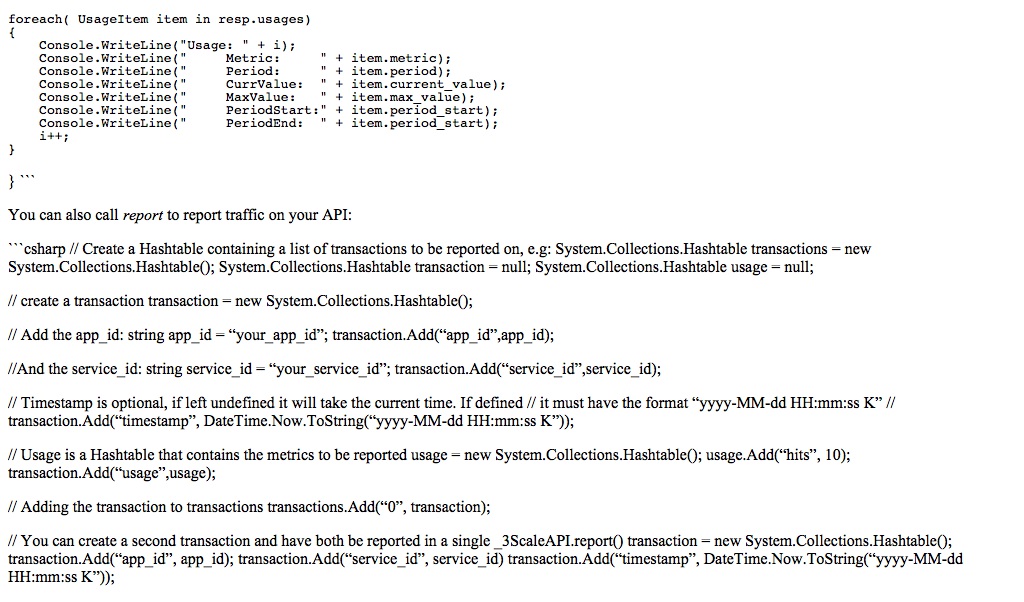 foreach( UsageItem item in resp.usages)
{
    Console.WriteLine("Usage: " + i);
    Console.WriteLine("     Metric:     " + item.metric);
    Console.WriteLine("     Period:     " + item.period);
    Console.WriteLine("     CurrValue:  " + item.current_value);
    Console.WriteLine("     MaxValue:   " + item.max_value);
    Console.WriteLine("     PeriodStart:" + item.period_start);
    Console.WriteLine("     PeriodEnd:  " + item.period_start);
    i++;
}
} ```
You can also call report to report traffic on your API:
```csharp // Create a Hashtable containing a list of transactions to be reported on, e.g: System.Collections.Hashtable transactions = new
System.Collections.Hashtable(); System.Collections.Hashtable transaction = null; System.Collections.Hashtable usage = null;
// create a transaction transaction = new System.Collections.Hashtable();
// Add the app_id: string app_id = “your_app_id”; transaction.Add(“app_id”,app_id);
//And the service_id: string service_id = “your_service_id”; transaction.Add(“service_id”,service_id);
// Timestamp is optional, if left undefined it will take the current time. If defined // it must have the format “yyyy-MM-dd HH:mm:ss K” //
transaction.Add(“timestamp”, DateTime.Now.ToString(“yyyy-MM-dd HH:mm:ss K”));
// Usage is a Hashtable that contains the metrics to be reported usage = new System.Collections.Hashtable(); usage.Add(“hits”, 10);
transaction.Add(“usage”,usage);
// Adding the transaction to transactions transactions.Add(“0”, transaction);
// You can create a second transaction and have both be reported in a single _3ScaleAPI.report() transaction = new System.Collections.Hashtable();
transaction.Add(“app_id”, app_id); transaction.Add(“service_id”, service_id) transaction.Add(“timestamp”, DateTime.Now.ToString(“yyyy-MM-dd
HH:mm:ss K”));